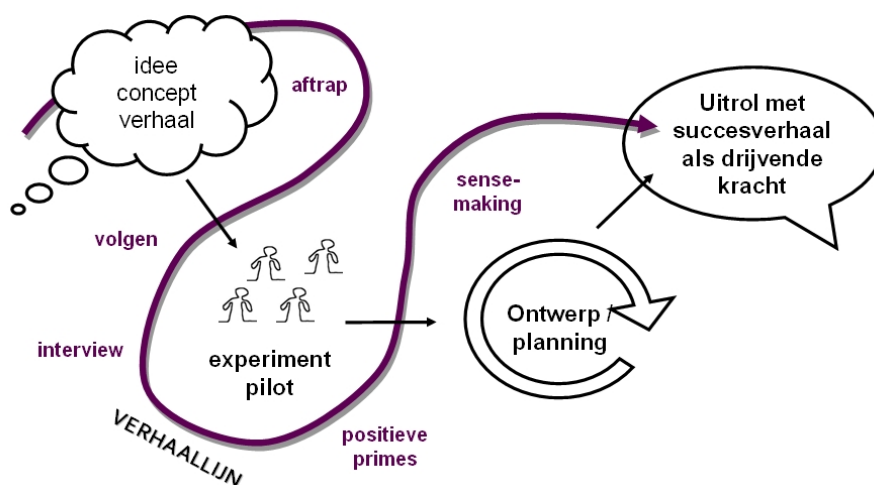 idee
concept
verhaal
aftrap
Uitrol met
succesverhaal
als drijvende
kracht
sense-
making
volgen
interview
experiment
pilot
Ontwerp /
planning
VERHAALLIJN
positieve
primes